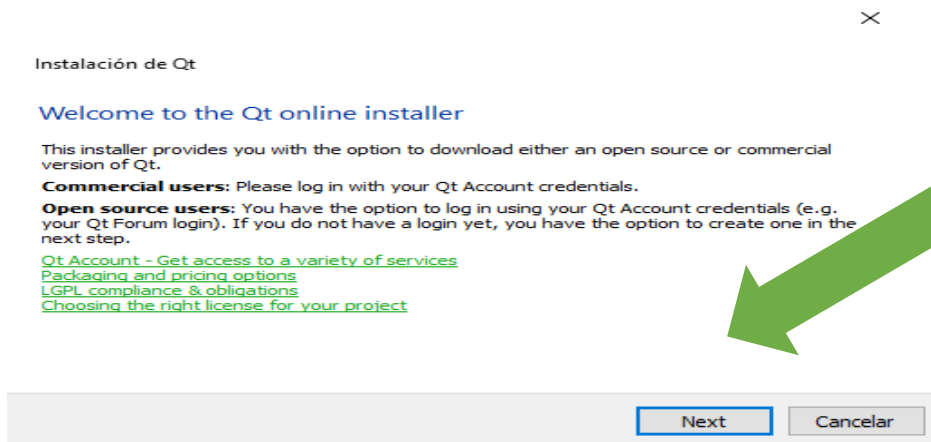 Instalación de Qt
Welcome to the Qt online installer
This installer provides you with the option to download either an open source or commercial
version of Qt.
Commercial users: Please log in with your Qt Account credentials.
Open source users: You have the option to log in using your Qt Account credentials (e.g.
your Qt Forum login). If you do not have a login yet, you have the option to create one in the
next step.
Qt Account - Get access to a variety of services
Packaging and pricing options
LGPL compliance & obligations
Choosing the right license for your project
Next Cancelar